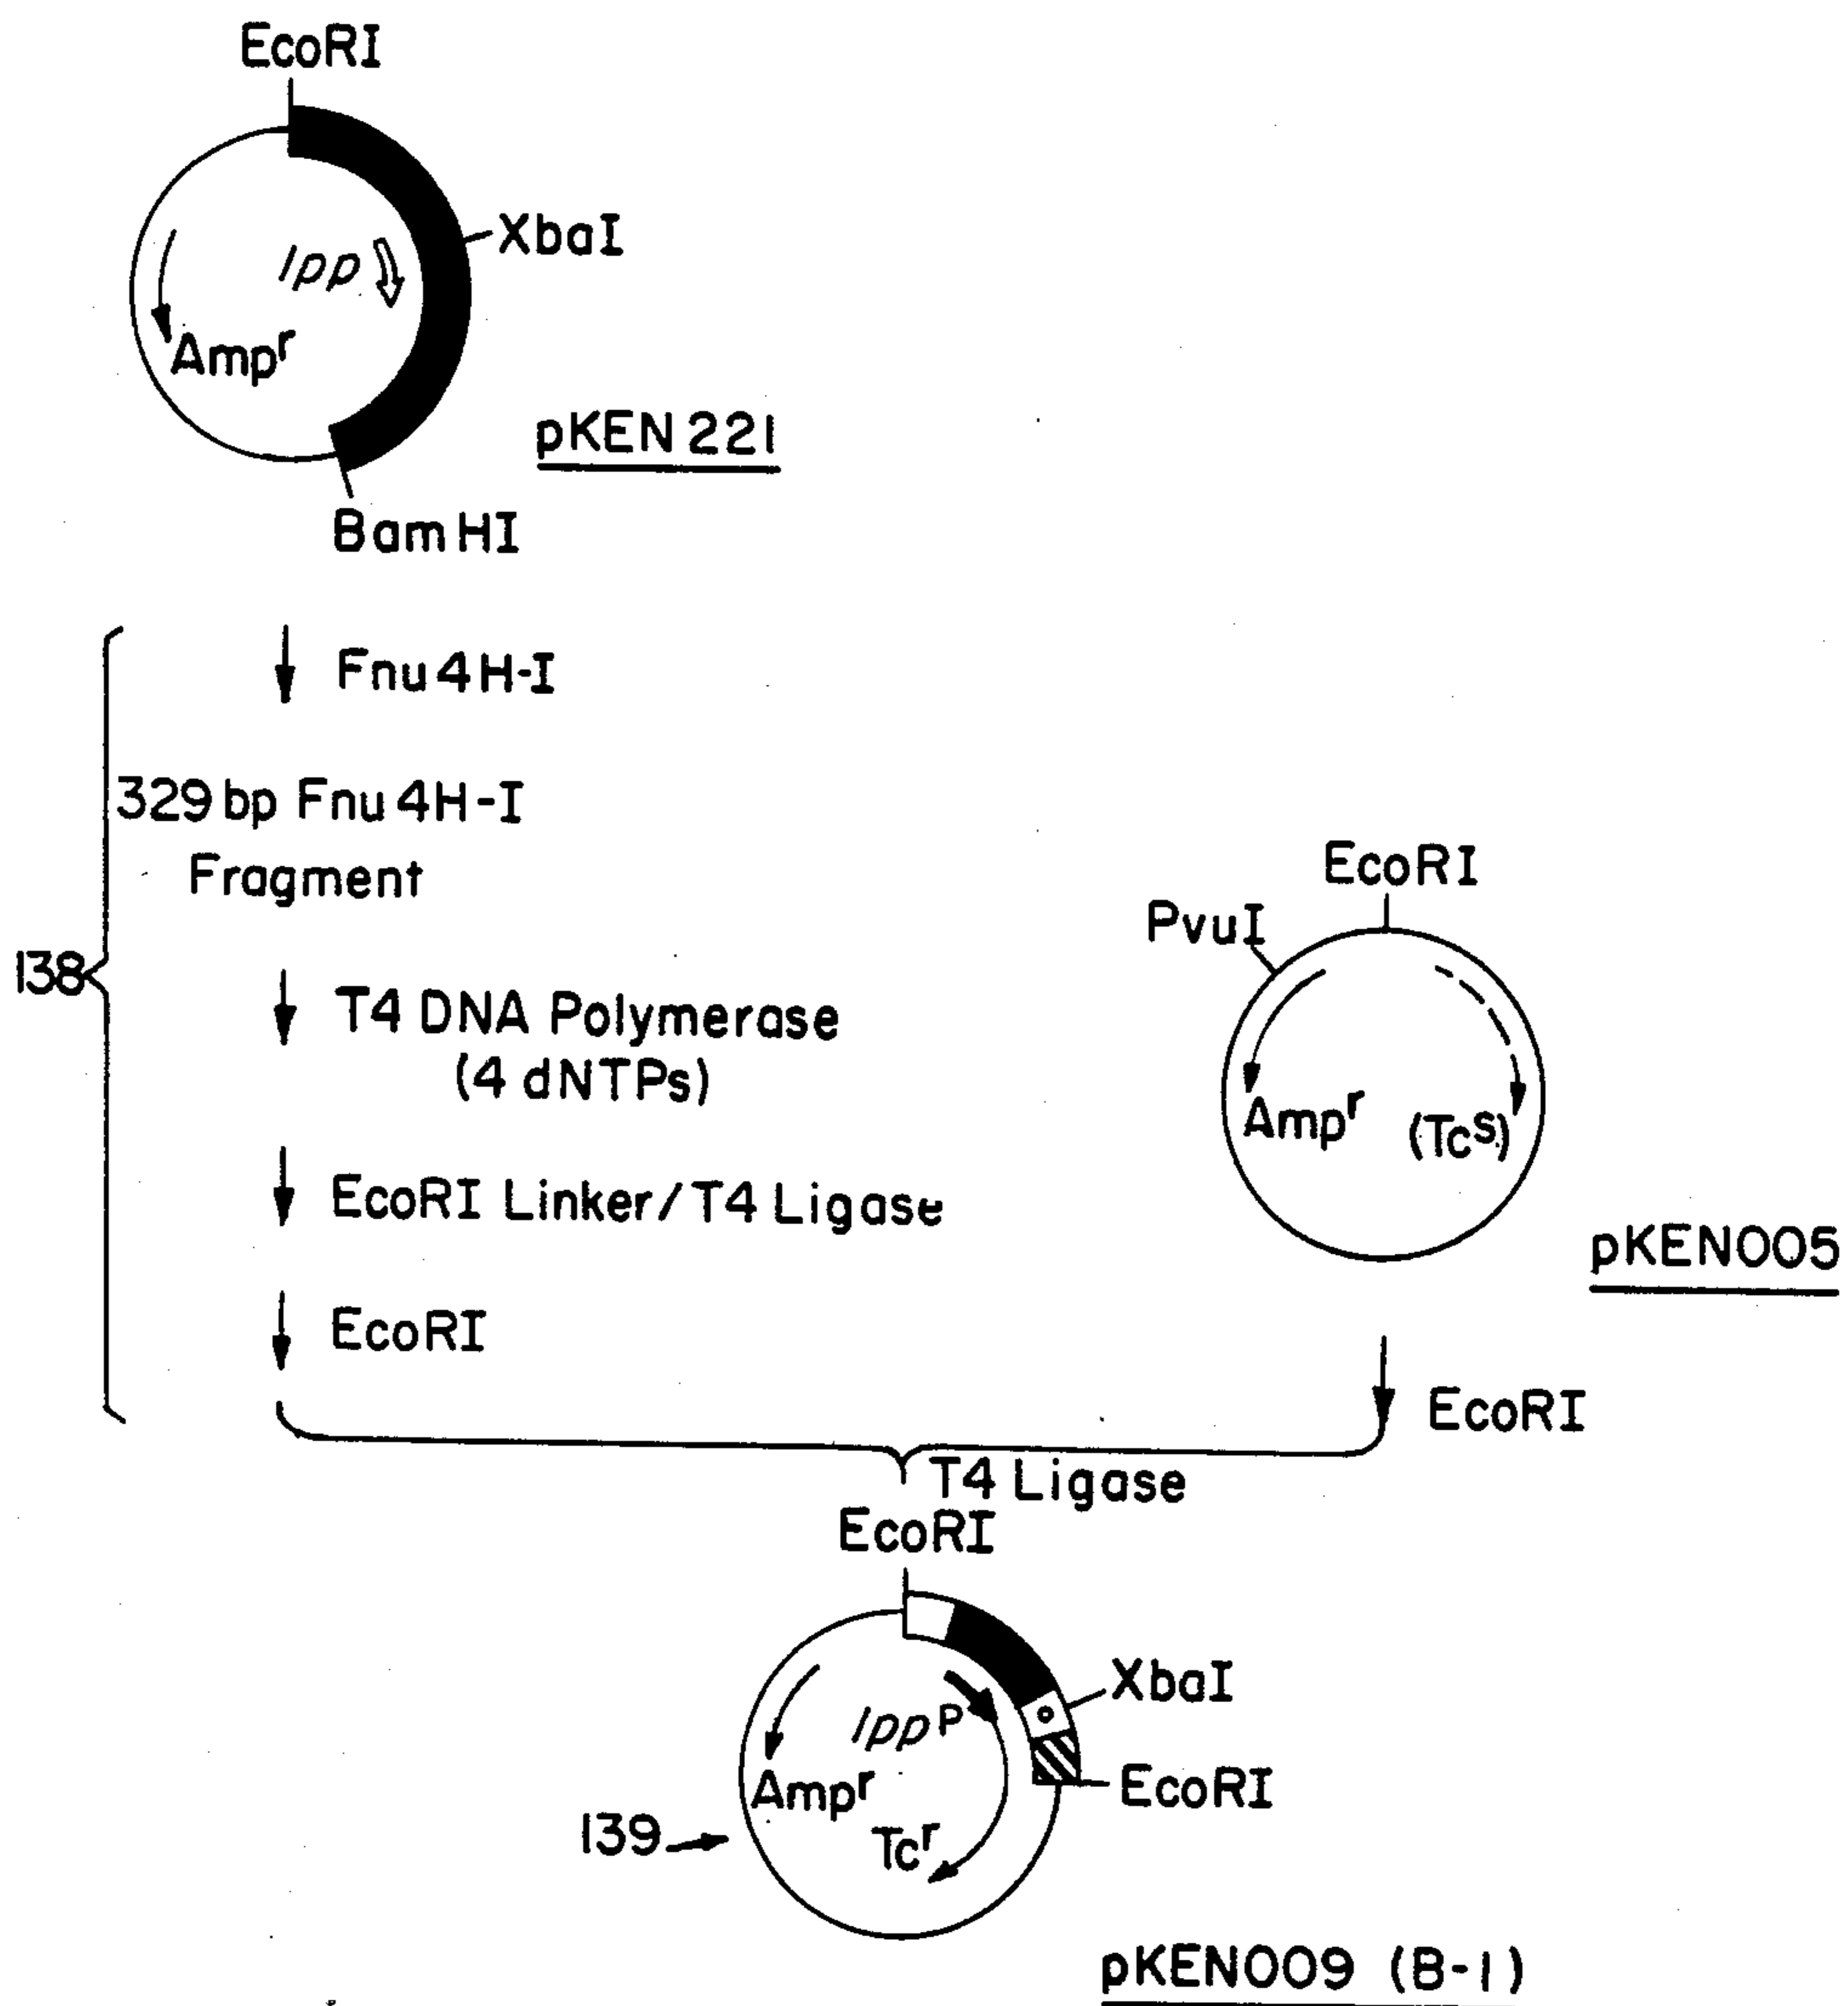 EcoRI
XbaI
lpp
Ampr
pKEN221
BamHI
Fnu4H-I
329 bp Fnu4H-I
Fragment
138
T4 DNA Polymerase
(4 dNTPs)
EcoRI Linker/T4 Ligase
EcoRI
EcoRI
PvuI
Ampr
(Tcs)
pKEN005
EcoRI
T4 Ligase
EcoRI
XbaI
lppP
EcoRI
Ampr
139
Tcr
pKEN009 (B-1)